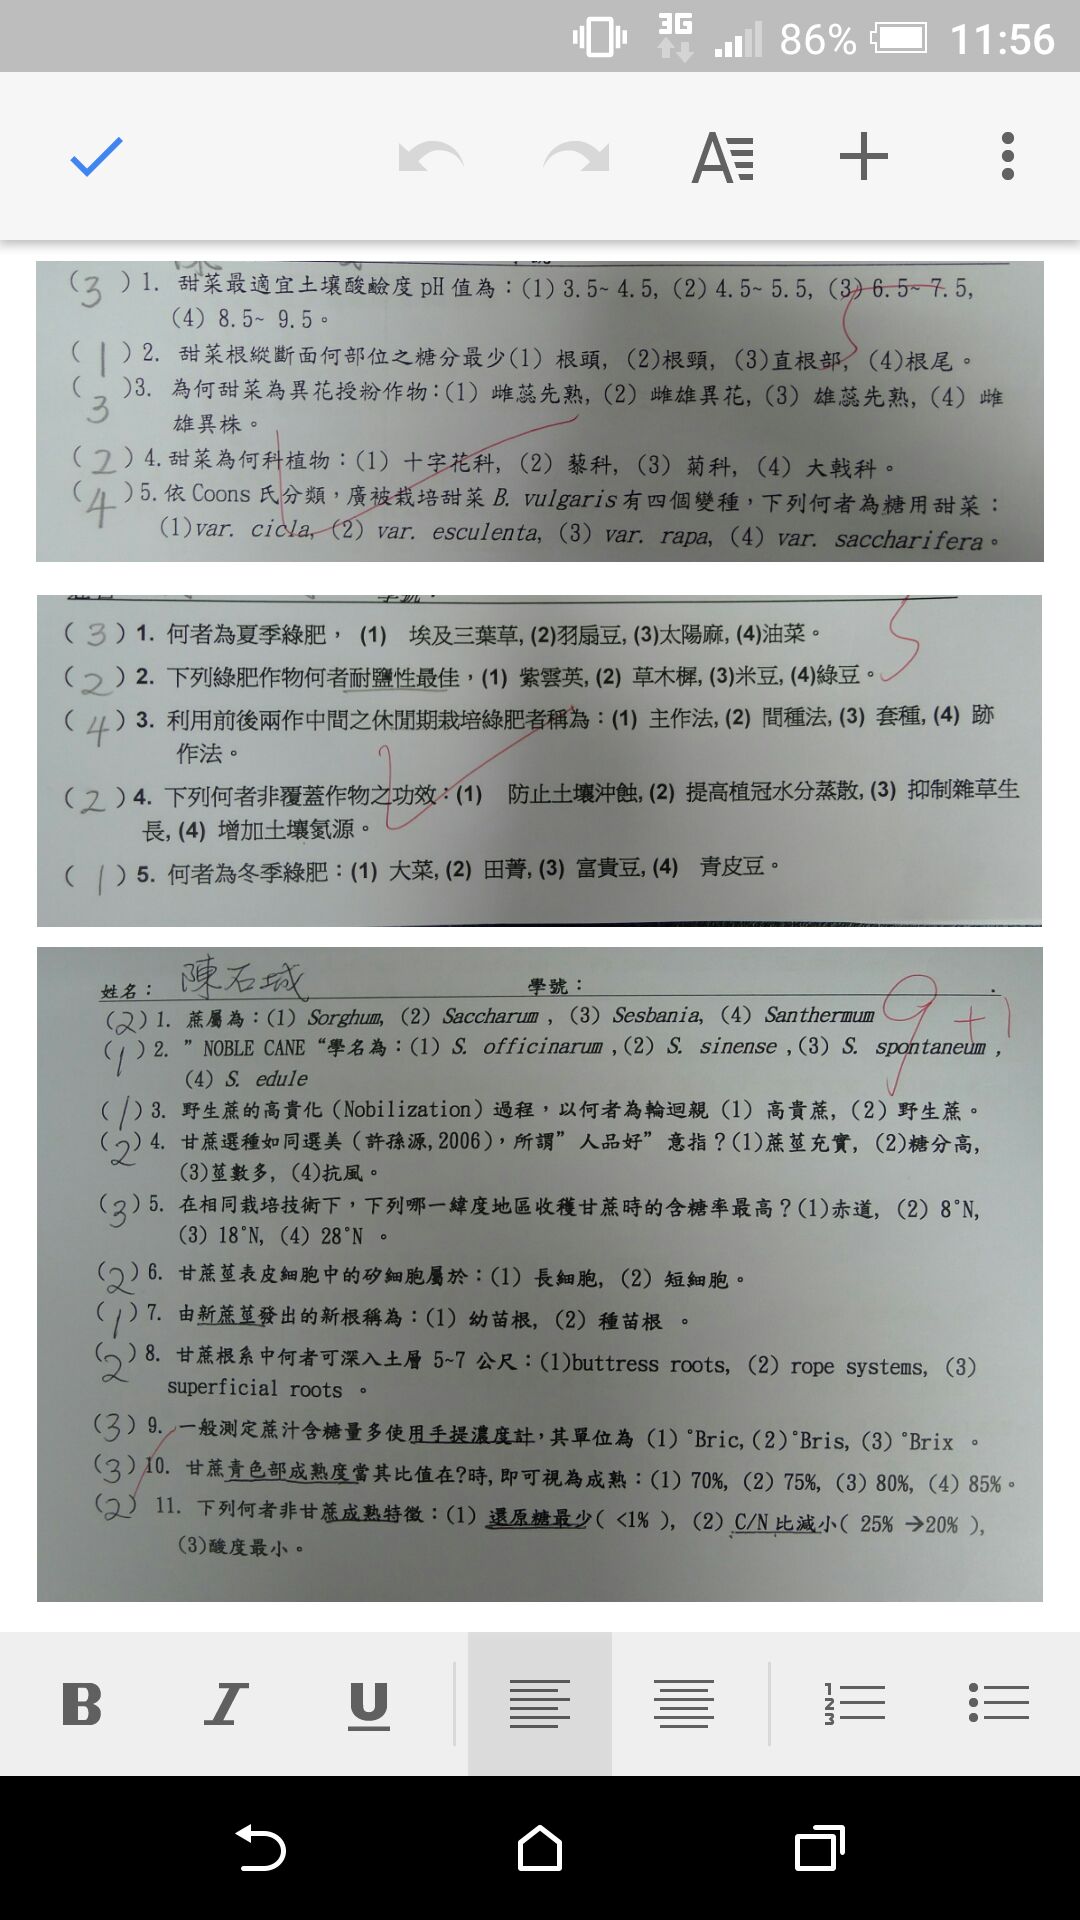 3G 86% 11:56
A
(3)1. 甜菜最適宜土壤酸鹼度 pH 值為：(1) 3.5~ 4.5, (2) 4.5~ 5.5, (3) 6.5~ 7.5,
(4) 8.5~ 9.5。
5
(1)2. 甜菜根縱斷面何部位之糖分最少(1) 根頭, (2)根頸, (3)直根部, (4)根尾。
(3)3. 為何甜菜為異花授粉作物：(1) 雌蕊先熟, (2) 雌雄異花, (3) 雄蕊先熟, (4) 雌
雄異株。
(2)4.甜菜為何科植物：(1) 十字花科, (2) 藜科, (3) 菊科, (4) 大戟科。
(4)5.依 Coons 氏分類，廣被栽培甜菜 B. vulgaris 有四個變種，下列何者為糖用甜菜：
(1)var. cicla, (2) var. esculenta, (3) var. rapa, (4) var. saccharifera。
(3)1. 何者為夏季綠肥， (1) 埃及三葉草, (2)羽扇豆, (3)太陽麻, (4)油菜。
5
(2)2. 下列綠肥作物何者耐鹽性最佳，(1) 紫雲英, (2) 草木樨, (3)米豆, (4)綠豆。
(4)3. 利用前後兩作中間之休閒期栽培綠肥者稱為：(1) 主作法, (2) 間種法, (3) 套種, (4) 跡
作法。
(2)4. 下列何者非覆蓋作物之功效：(1) 防止土壤沖蝕, (2) 提高植冠水分蒸散, (3) 抑制雜草生
長, (4) 增加土壤氮源。
(1)5. 何者為冬季綠肥：(1) 大菜, (2) 田菁, (3) 富貴豆, (4) 青皮豆。
姓名： 陳石城 學號： .
9+1
(2)1. 蔗屬為：(1) Sorghum, (2) Saccharum , (3) Sesbania, (4) Santhermum
(1)2. ”NOBLE CANE“學名為：(1) S. officinarum ,(2) S. sinense ,(3) S. spontaneum ,
(4) S. edule
(1)3. 野生蔗的高貴化（Nobilization）過程，以何者為輪迴親 (1) 高貴蔗, (2) 野生蔗。
(2)4. 甘蔗選種如同選美（許孫源,2006)，所謂”人品好”意指？(1)蔗莖充實, (2)糖分高,
(3)莖數多, (4)抗風。
(3)5. 在相同栽培技術下，下列哪一緯度地區收穫甘蔗時的含糖率最高？(1)赤道, (2) 8°N,
(3) 18°N, (4) 28°N 。
(2)6. 甘蔗莖表皮細胞中的矽細胞屬於：(1) 長細胞, (2) 短細胞。
(1)7. 由新蔗莖發出的新根稱為：(1) 幼苗根, (2) 種苗根 。
(2)8. 甘蔗根系中何者可深入土層 5~7 公尺：(1)buttress roots, (2) rope systems, (3)
superficial roots 。
(3)9. 一般測定蔗汁含糖量多使用手提濃度計，其單位為 (1) °Bric, (2)°Bris, (3) °Brix 。
(3)10. 甘蔗青色部成熟度當其比值在?時, 即可視為成熟：(1) 70%, (2) 75%, (3) 80%, (4) 85%。
(2) 11. 下列何者非甘蔗成熟特徵：(1) 還原糖最少( <1% ), (2) C/N 比減小( 25% →20% ),
(3)酸度最小。
B I U